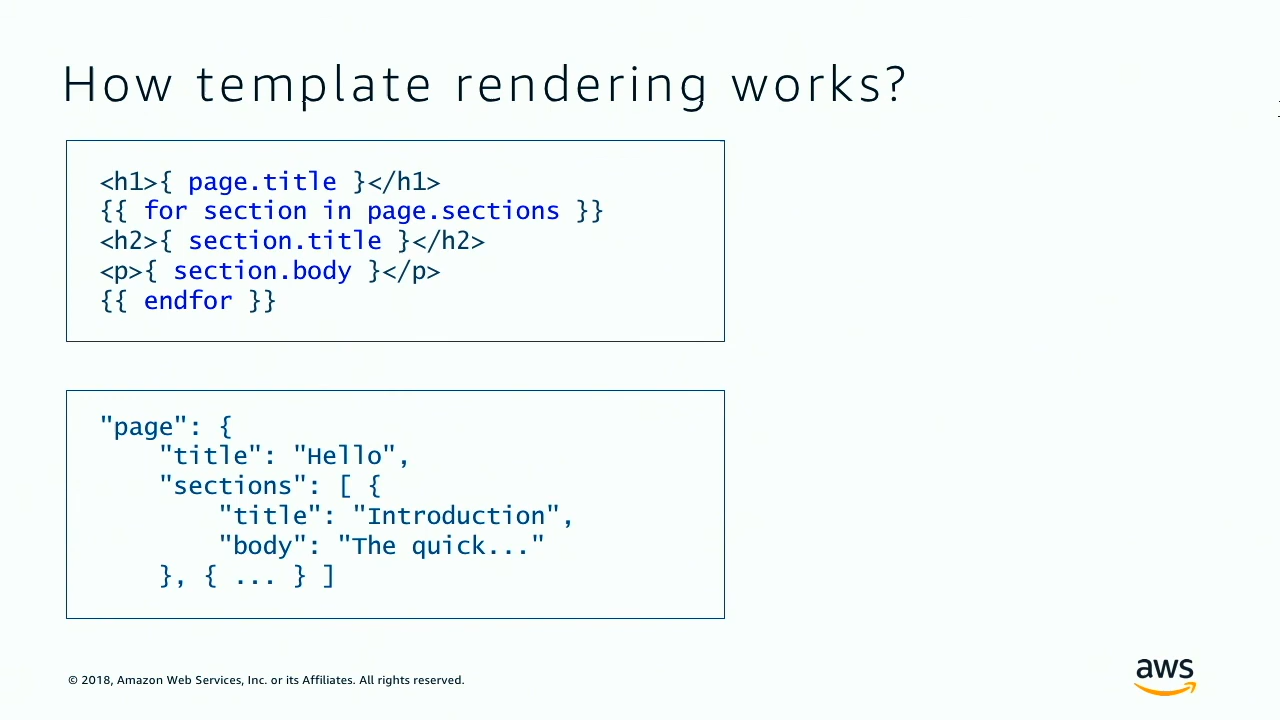 How template rendering works?
<h1>{ page.title }</h1>
{{ for section in page.sections }}
<h2>{ section.title }</h2>
<p>{ section.body }</p>
{{ endfor }}
"page": {
    "title": "Hello",
    "sections": [ {
        "title": "Introduction",
        "body": "The quick..."
    }, { ... } ]
© 2018, Amazon Web Services, Inc. or its Affiliates. All rights reserved.
aws